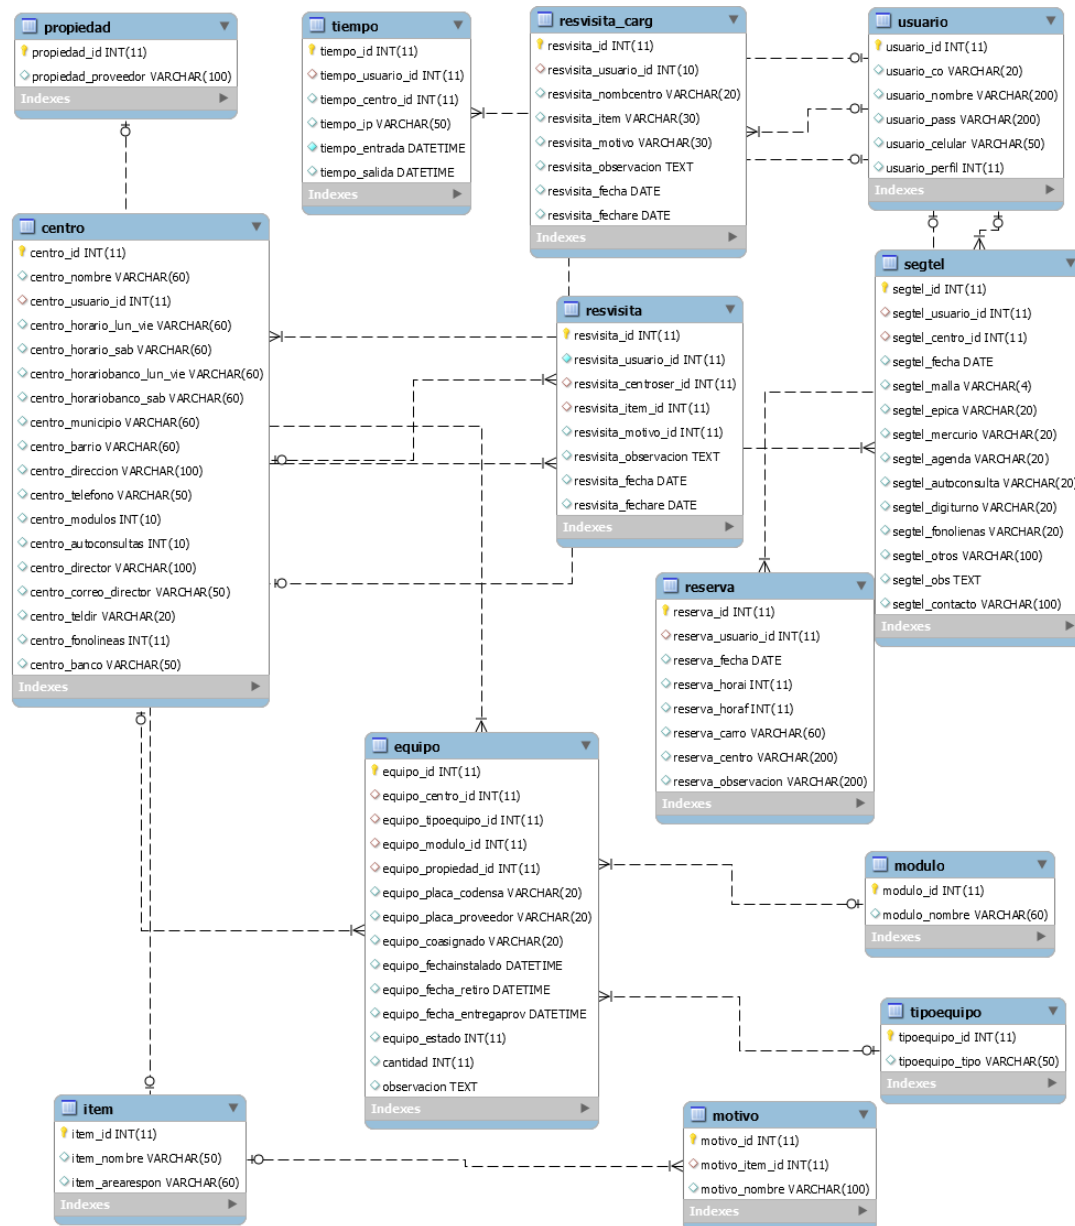 propiedad
propiedad_id INT(11)
propiedad_proveedor VARCHAR(100)
Indexes
tiempo
tiempo_id INT(11)
tiempo_usuario_id INT(11)
tiempo_centro_id INT(11)
tiempo_ip VARCHAR(50)
tiempo_entrada DATETIME
tiempo_salida DATETIME
Indexes
resvisita_carg
resvisita_id INT(11)
resvisita_usuario_id INT(10)
resvisita_nombcentro VARCHAR(20)
resvisita_item VARCHAR(30)
resvisita_motivo VARCHAR(30)
resvisita_observacion TEXT
resvisita_fecha DATE
resvisita_fechare DATE
Indexes
usuario
usuario_id INT(11)
usuario_co VARCHAR(20)
usuario_nombre VARCHAR(200)
usuario_pass VARCHAR(200)
usuario_celular VARCHAR(50)
usuario_perfil INT(11)
Indexes
centro
centro_id INT(11)
centro_nombre VARCHAR(60)
centro_usuario_id INT(11)
centro_horario_lun_vie VARCHAR(60)
centro_horario_sab VARCHAR(60)
centro_horariobanco_lun_vie VARCHAR(60)
centro_horariobanco_sab VARCHAR(60)
centro_municipio VARCHAR(60)
centro_barrio VARCHAR(60)
centro_direccion VARCHAR(100)
centro_telefono VARCHAR(50)
centro_modulos INT(10)
centro_autoconsultas INT(10)
centro_director VARCHAR(100)
centro_correo_director VARCHAR(50)
centro_teldir VARCHAR(20)
centro_fonolineas INT(11)
centro_banco VARCHAR(50)
Indexes
resvisita
resvisita_id INT(11)
resvisita_usuario_id INT(11)
resvisita_centroser_id INT(11)
resvisita_item_id INT(11)
resvisita_motivo_id INT(11)
resvisita_observacion TEXT
resvisita_fecha DATE
resvisita_fechare DATE
Indexes
segtel
segtel_id INT(11)
segtel_usuario_id INT(11)
segtel_centro_id INT(11)
segtel_fecha DATE
segtel_malla VARCHAR(4)
segtel_epica VARCHAR(20)
segtel_mercurio VARCHAR(20)
segtel_agenda VARCHAR(20)
segtel_autoconsulta VARCHAR(20)
segtel_digiturno VARCHAR(20)
segtel_fonolienas VARCHAR(20)
segtel_otros VARCHAR(100)
segtel_obs TEXT
segtel_contacto VARCHAR(100)
Indexes
reserva
reserva_id INT(11)
reserva_usuario_id INT(11)
reserva_fecha DATE
reserva_horai INT(11)
reserva_horaf INT(11)
reserva_carro VARCHAR(60)
reserva_centro VARCHAR(200)
reserva_observacion VARCHAR(200)
Indexes
equipo
equipo_id INT(11)
equipo_centro_id INT(11)
equipo_tipoequipo_id INT(11)
equipo_modulo_id INT(11)
equipo_propiedad_id INT(11)
equipo_placa_codensa VARCHAR(20)
equipo_placa_proveedor VARCHAR(20)
equipo_coasignado VARCHAR(20)
equipo_fechainstalado DATETIME
equipo_fecha_retiro DATETIME
equipo_fecha_entregaprov DATETIME
equipo_estado INT(11)
cantidad INT(11)
observacion TEXT
Indexes
modulo
modulo_id INT(11)
modulo_nombre VARCHAR(60)
Indexes
tipoequipo
tipoequipo_id INT(11)
tipoequipo_tipo VARCHAR(50)
Indexes
item
item_id INT(11)
item_nombre VARCHAR(50)
item_arearespon VARCHAR(60)
Indexes
motivo
motivo_id INT(11)
motivo_item_id INT(11)
motivo_nombre VARCHAR(100)
Indexes